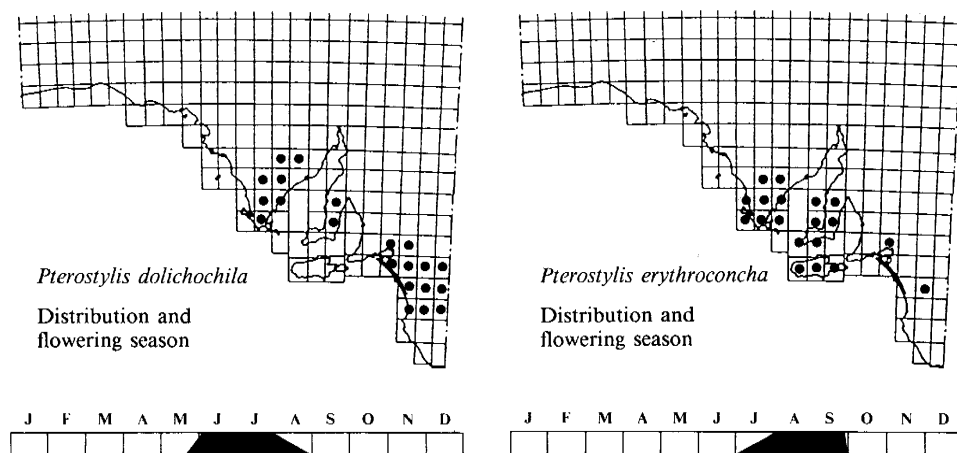 Pterostylis dolichochila
Distribution and
flowering season
J F M A M J J A S O N D
Pterostylis erythroconcha
Distribution and
flowering season
J F M A M J J A S O N D